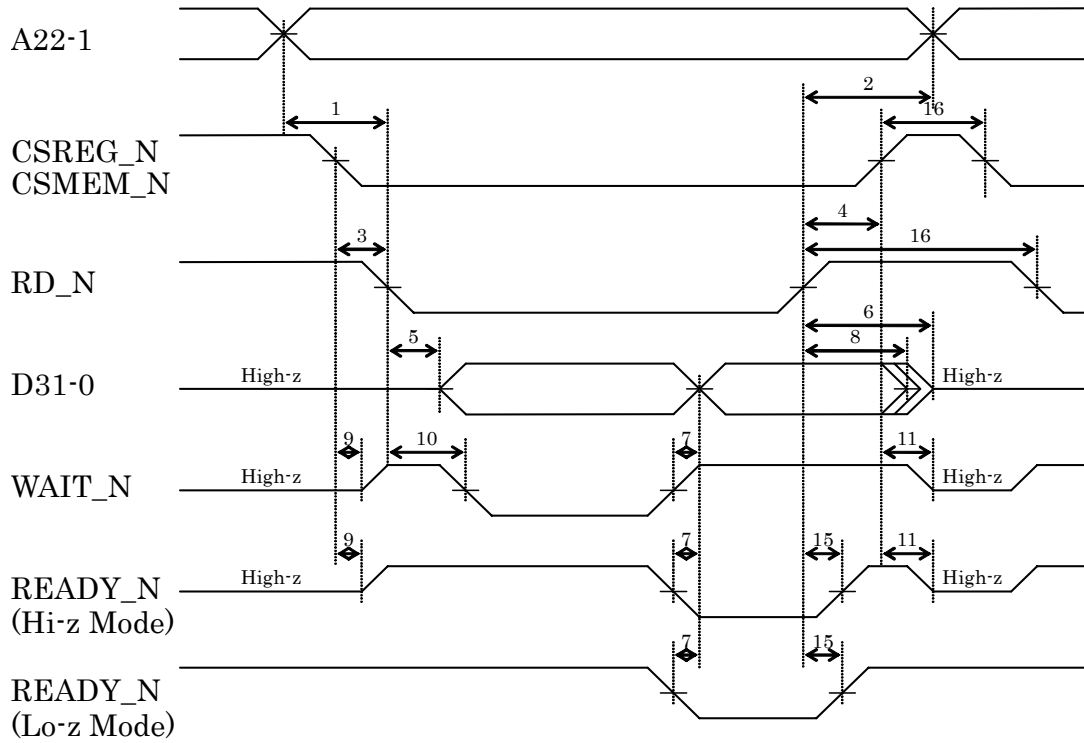 A22-1
2
1
16
CSREG_N
CSMEM_N
4
3
16
RD_N
6
5
8
High-z
High-z
D31-0
9
10
7
11
High-z
High-z
WAIT_N
9
7
15
11
High-z
High-z
READY_N
(Hi-z Mode)
7
15
READY_N
(Lo-z Mode)